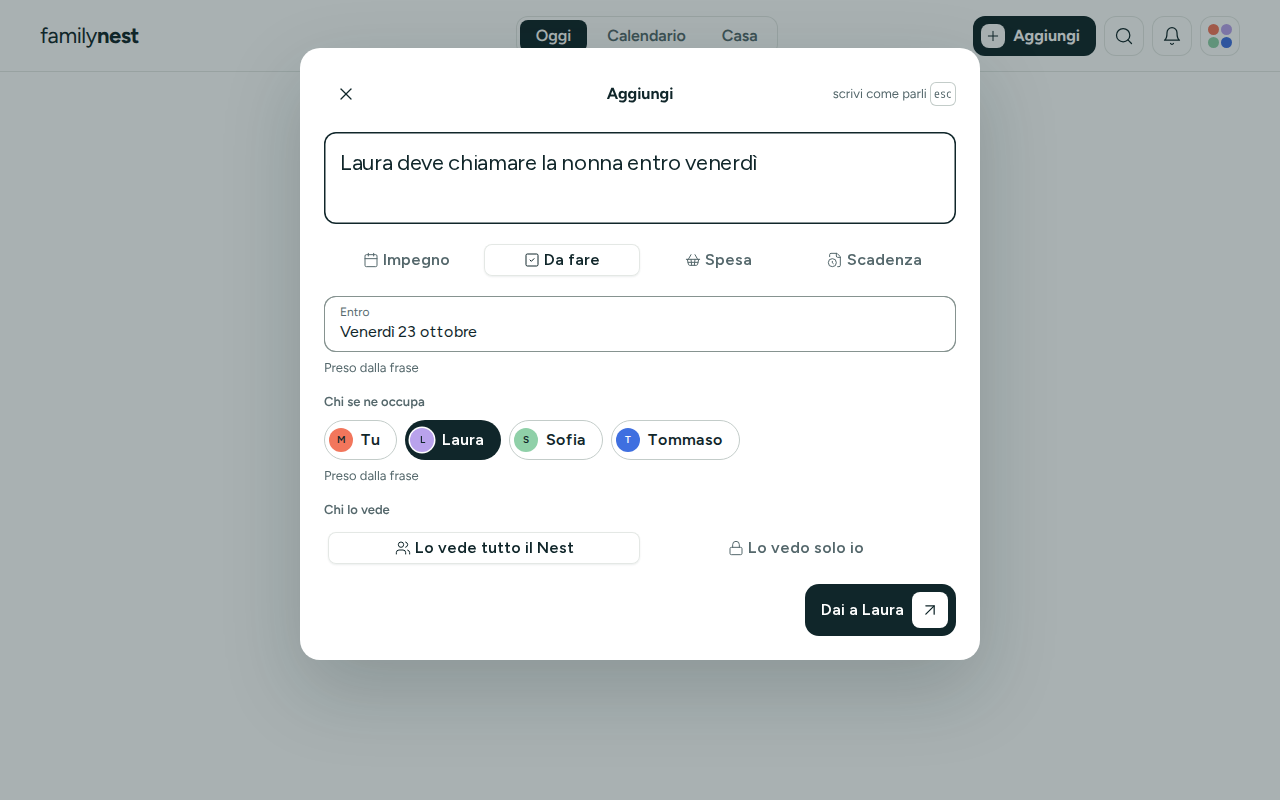 familynest
Oggi Calendario Casa
Aggiungi
Aggiungi
scrivi come parli esc
Laura deve chiamare la nonna entro venerdì
Impegno Da fare Spesa Scadenza
Entro
Venerdì 23 ottobre
Preso dalla frase
Chi se ne occupa
M Tu L Laura S Sofia T Tommaso
Preso dalla frase
Chi lo vede
Lo vede tutto il Nest Lo vedo solo io
Dai a Laura